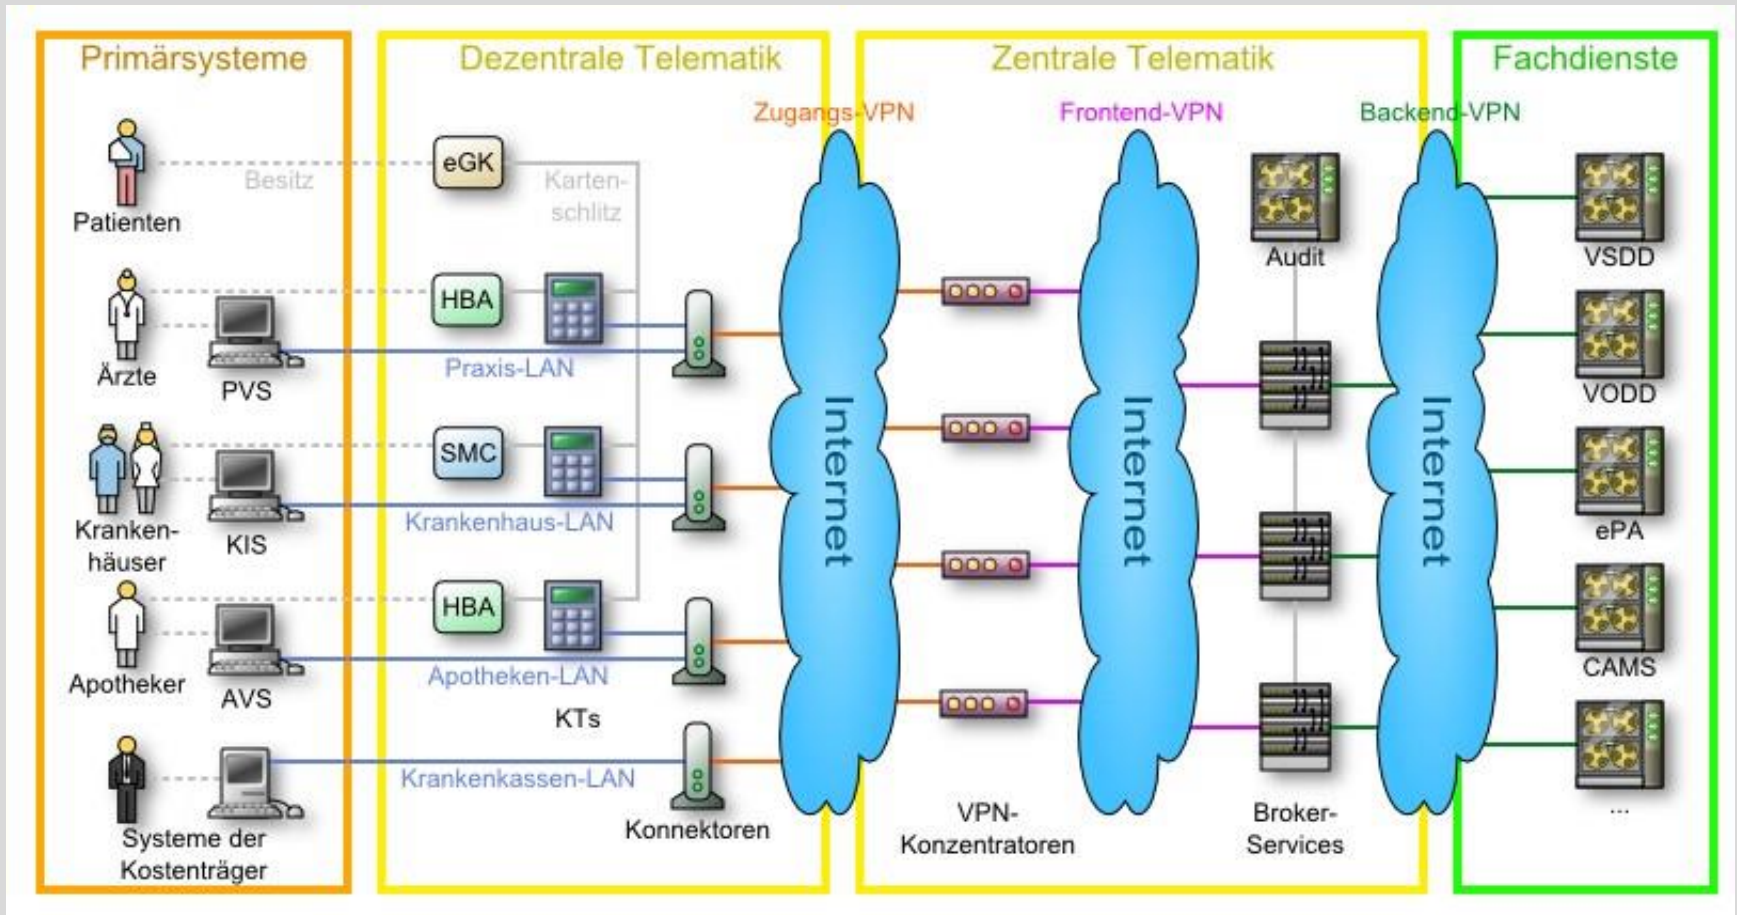 Primärsysteme
Dezentrale Telematik
Zentrale Telematik
Fachdienste
Zugangs-VPN
Frontend-VPN
Backend-VPN
Patienten
Besitz
eGK
Karten-
schlitz
Audit
VSDD
Ärzte
PVS
HBA
Praxis-LAN
VODD
Kranken-
häuser
KIS
SMC
Krankenhaus-LAN
Internet
Internet
Internet
ePA
Apotheker
AVS
HBA
Apotheken-LAN
KTs
CAMS
Systeme der
Kostenträger
Krankenkassen-LAN
Konnektoren
VPN-
Konzentratoren
Broker-
Services
...